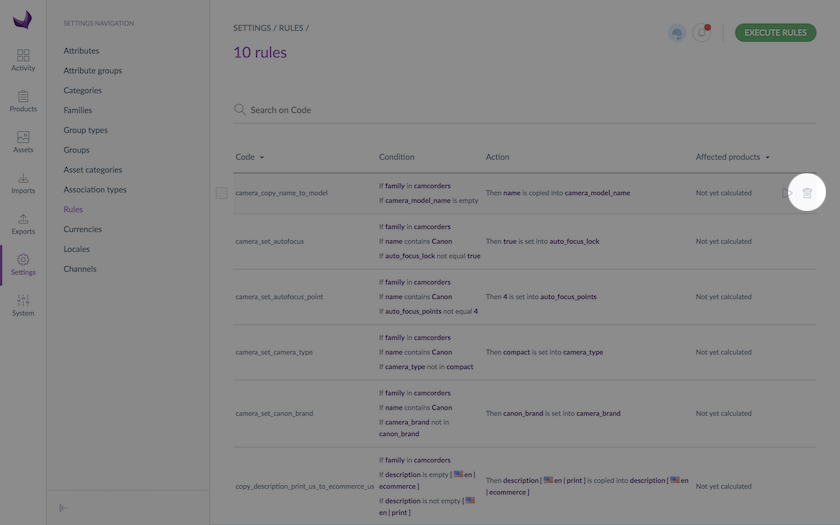 SETTINGS NAVIGATION
Activity
Products
Assets
Imports
Exports
Settings
System
Attributes
Attribute groups
Categories
Families
Group types
Groups
Asset categories
Association types
Rules
Currencies
Locales
Channels
SETTINGS / RULES /
10 rules
EXECUTE RULES
Search on Code
Code
Condition
Action
Affected products
camera_copy_name_to_model
If family in camcorders
If camera_model_name is empty
Then name is copied into camera_model_name
Not yet calculated
camera_set_autofocus
If family in camcorders
If name contains Canon
If auto_focus_lock not equal true
Then true is set into auto_focus_lock
Not yet calculated
camera_set_autofocus_point
If family in camcorders
If name contains Canon
If auto_focus_points not equal 4
Then 4 is set into auto_focus_points
Not yet calculated
camera_set_camera_type
If family in camcorders
If name contains Canon
If camera_type not in compact
Then compact is set into camera_type
Not yet calculated
camera_set_canon_brand
If family in camcorders
If name contains Canon
If camera_brand not in
canon_brand
Then canon_brand is set into camera_brand
Not yet calculated
copy_description_print_us_to_ecommerce_us
If family in camcorders
If description is empty [ en |
ecommerce ]
If description is not empty [
en | print ]
Then description [ en | print ] is copied into description [ en
| ecommerce ]
Not yet calculated